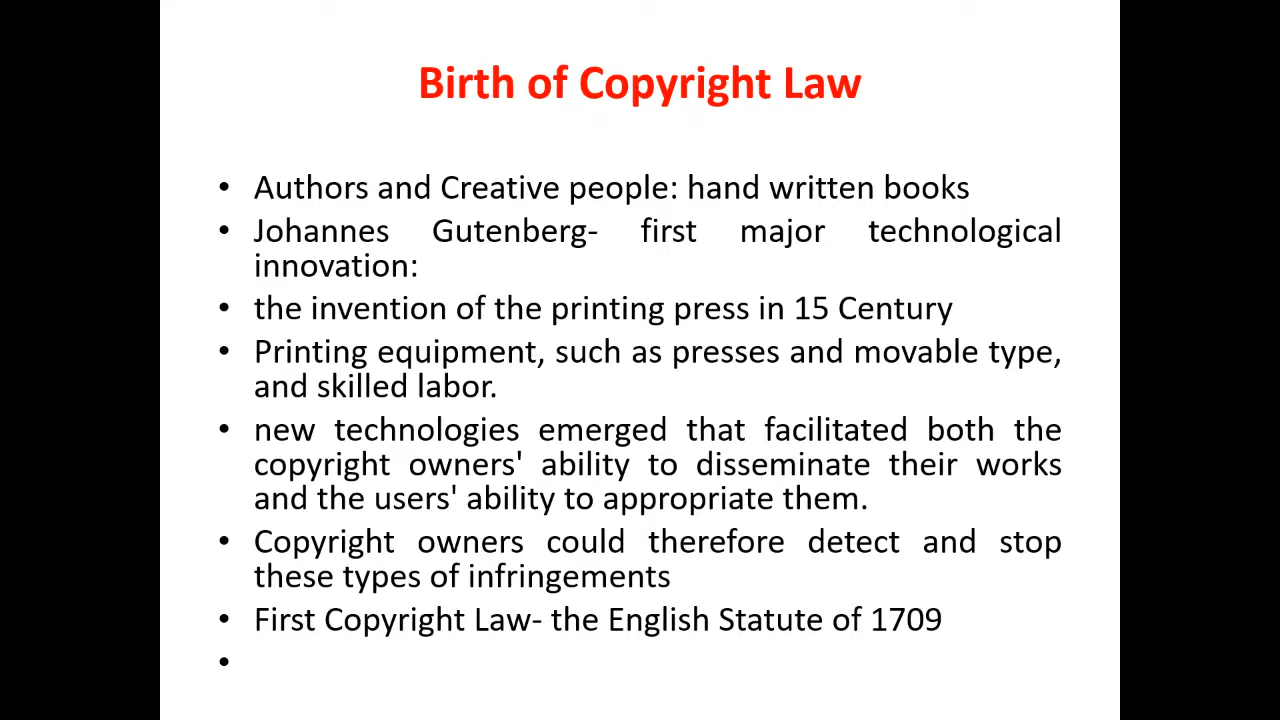 Birth of Copyright Law
• Authors and Creative people: hand written books
• Johannes Gutenberg- first major technological
innovation:
• the invention of the printing press in 15 Century
• Printing equipment, such as presses and movable type,
and skilled labor.
• new technologies emerged that facilitated both the
copyright owners' ability to disseminate their works
and the users' ability to appropriate them.
• Copyright owners could therefore detect and stop
these types of infringements
• First Copyright Law- the English Statute of 1709
•